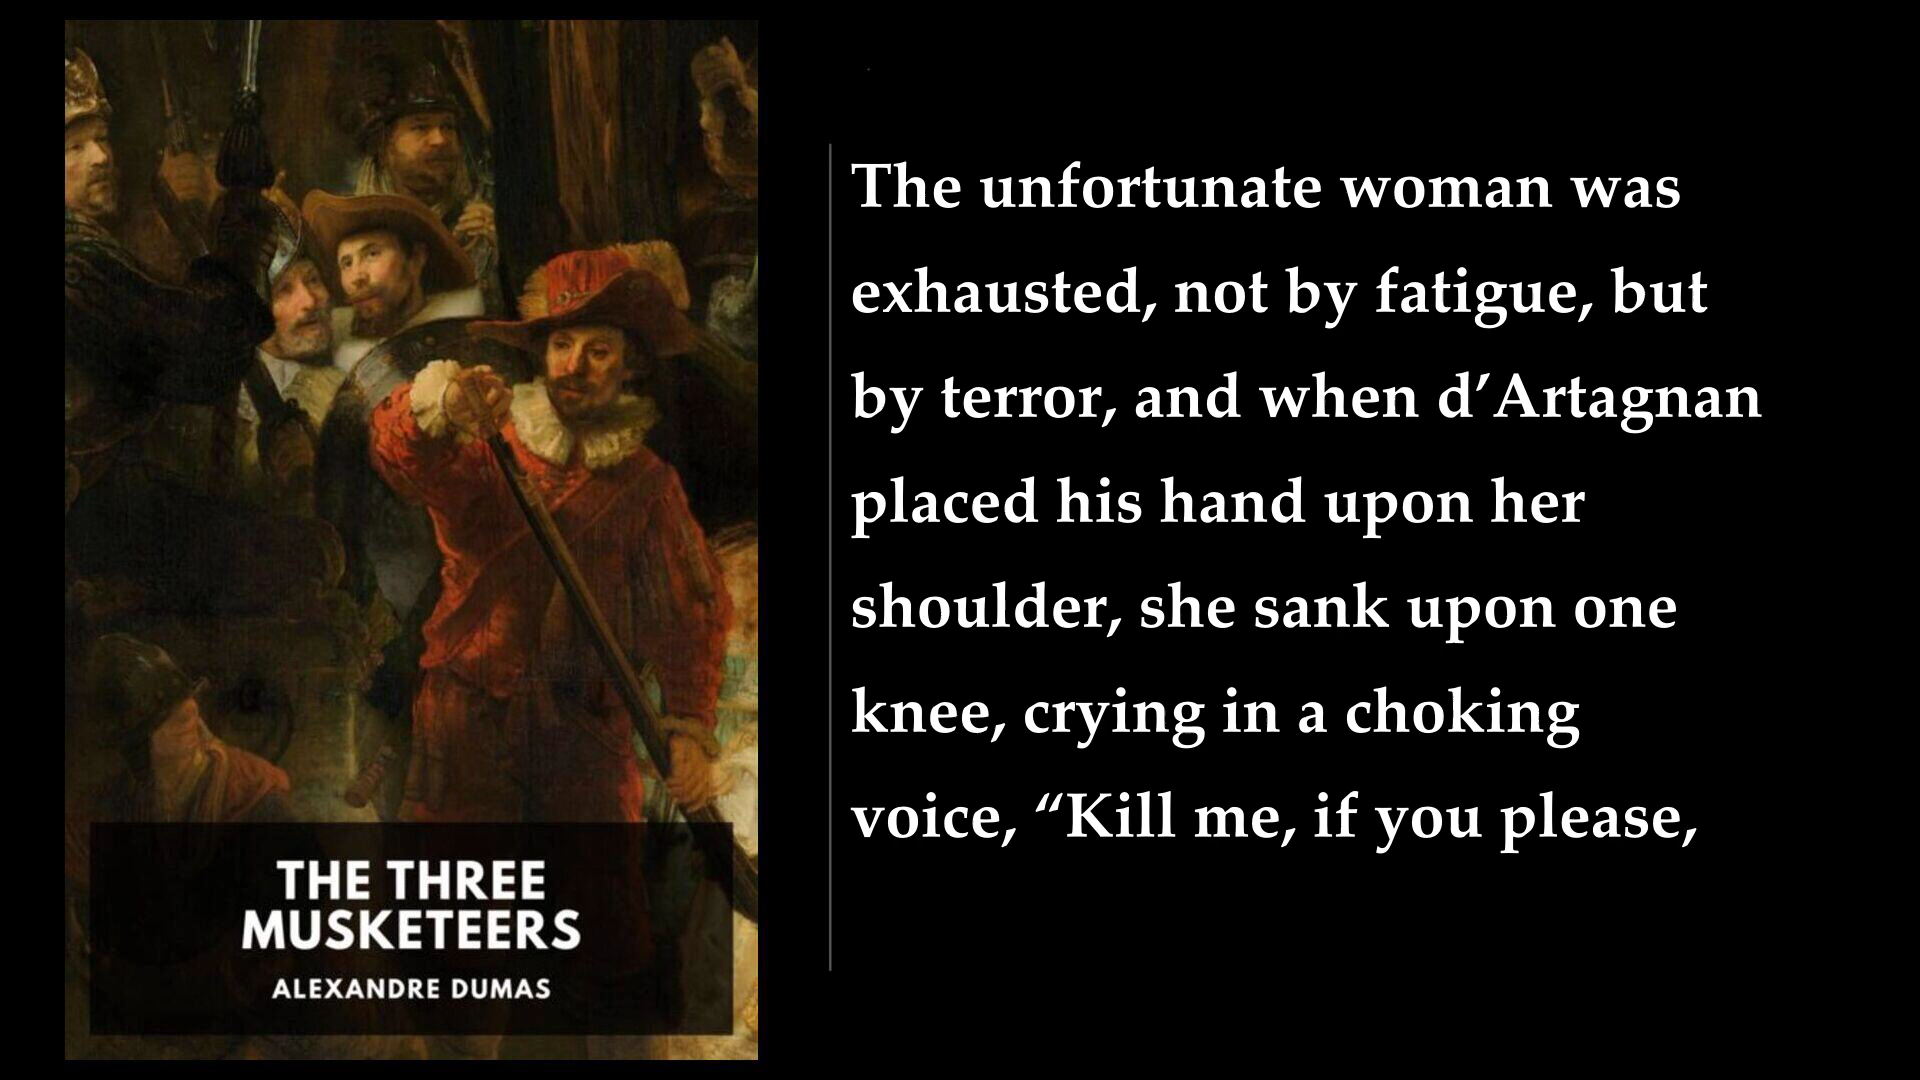 THE THREE
MUSKETEERS
ALEXANDRE DUMAS
The unfortunate woman was
exhausted, not by fatigue, but
by terror, and when d’Artagnan
placed his hand upon her
shoulder, she sank upon one
knee, crying in a choking
voice, “Kill me, if you please,